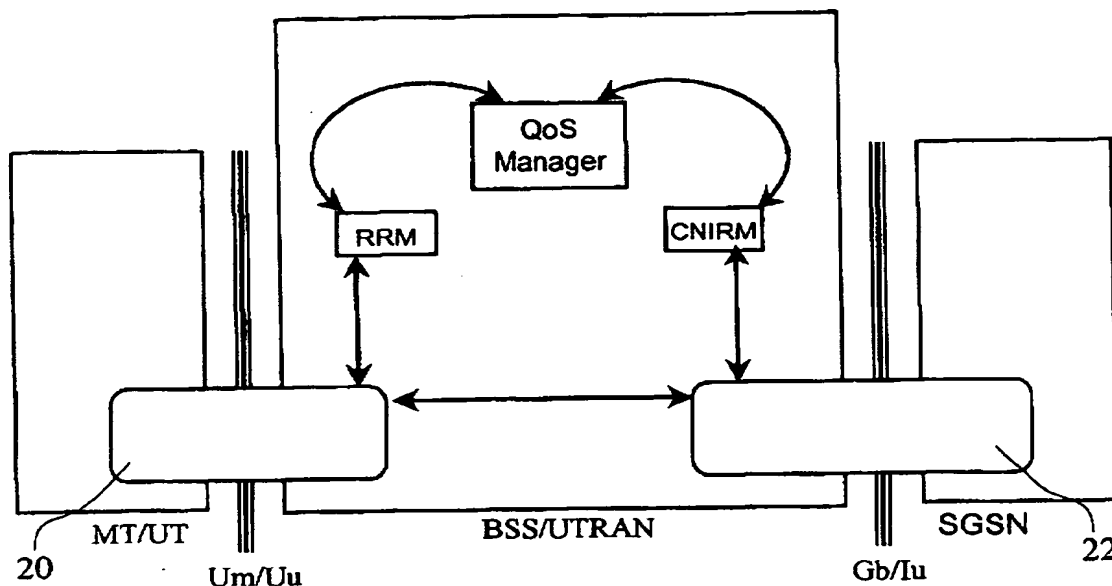 QoS
Manager
RRM
CNIRM
20
MT/UT
Um/Uu
BSS/UTRAN
Gb/Iu
SGSN
22